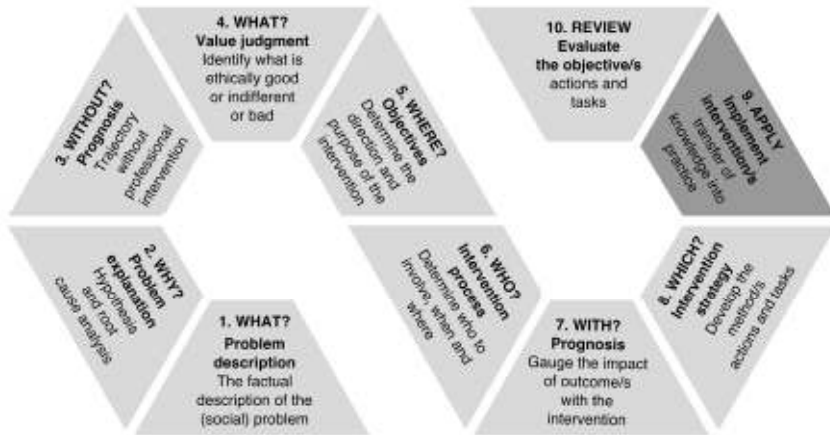 1. WHAT?
Problem
description
The factual
description of the
(social) problem
2. WHY?
Problem
explanation
Hypothesis
and root
cause analysis
3. WITHOUT?
Prognosis
Trajectory
without
professional
intervention
4. WHAT?
Value judgment
Identify what is
ethically good
or indifferent
or bad
5. WHERE?
Objectives
Determine the
direction and
purpose of the
intervention
6. WHO?
Intervention
process
Determine who to
involve, when and
where
7. WITH?
Prognosis
Gauge the impact
of outcome/s
with the
intervention
8. WHICH?
Intervention
strategy
Develop the
method/s
actions and tasks
9. APPLY
Implement
intervention/s
transfer of
knowledge into
practice
10. REVIEW
Evaluate
the objective/s
actions and
tasks